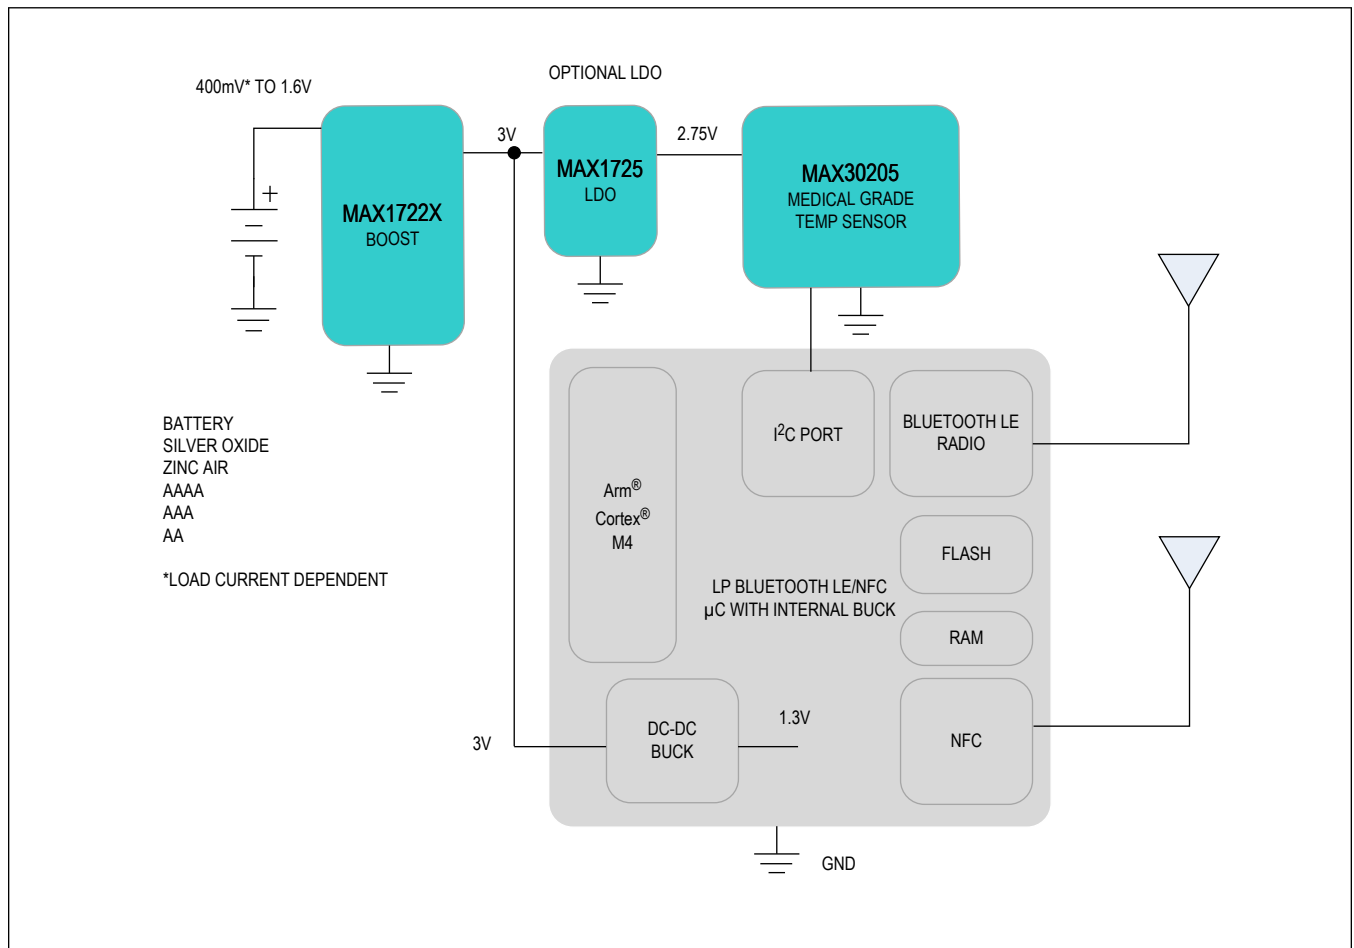 400mV* TO 1.6V
OPTIONAL LDO
3V
2.75V
+
MAX1722X
BOOST
MAX1725
LDO
MAX30205
MEDICAL GRADE
TEMP SENSOR
BATTERY
SILVER OXIDE
ZINC AIR
AAAA
AAA
AA
*LOAD CURRENT DEPENDENT
Arm®
Cortex®
M4
I²C PORT
BLUETOOTH LE
RADIO
FLASH
LP BLUETOOTH LE/NFC
µC WITH INTERNAL BUCK
RAM
3V
DC-DC
BUCK
1.3V
NFC
GND